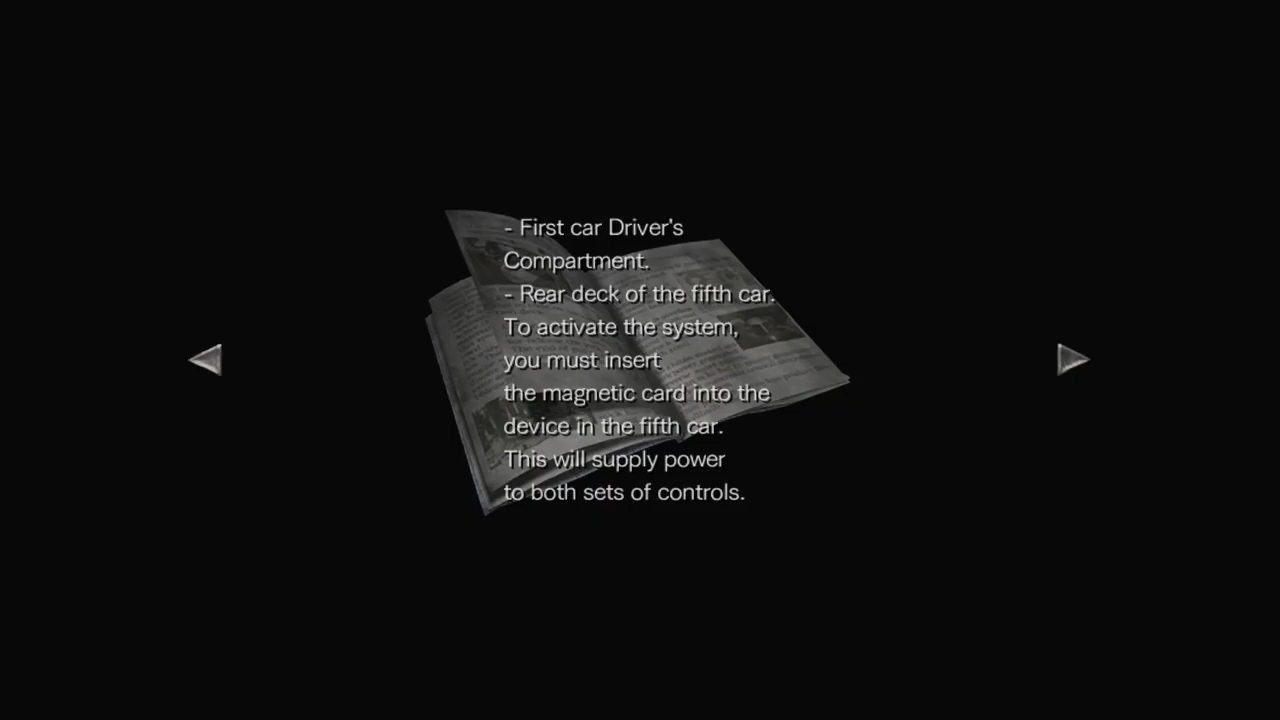 - First car Driver's
Compartment.
- Rear deck of the fifth car.
To activate the system,
you must insert
the magnetic card into the
device in the fifth car.
This will supply power
to both sets of controls.